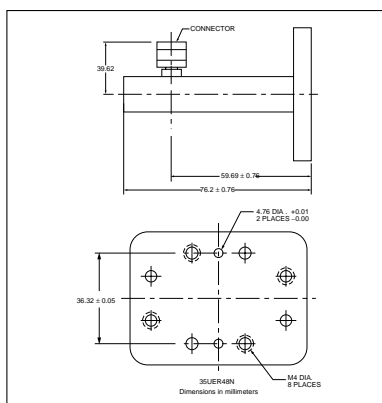 CONNECTOR
39.62
59.69 ± 0.76
76.2 ± 0.76
4.76 DIA . +0.01
2 PLACES –0.00
36.32 ± 0.05
M4 DIA.
8 PLACES
35UER48N
Dimensions in millimeters